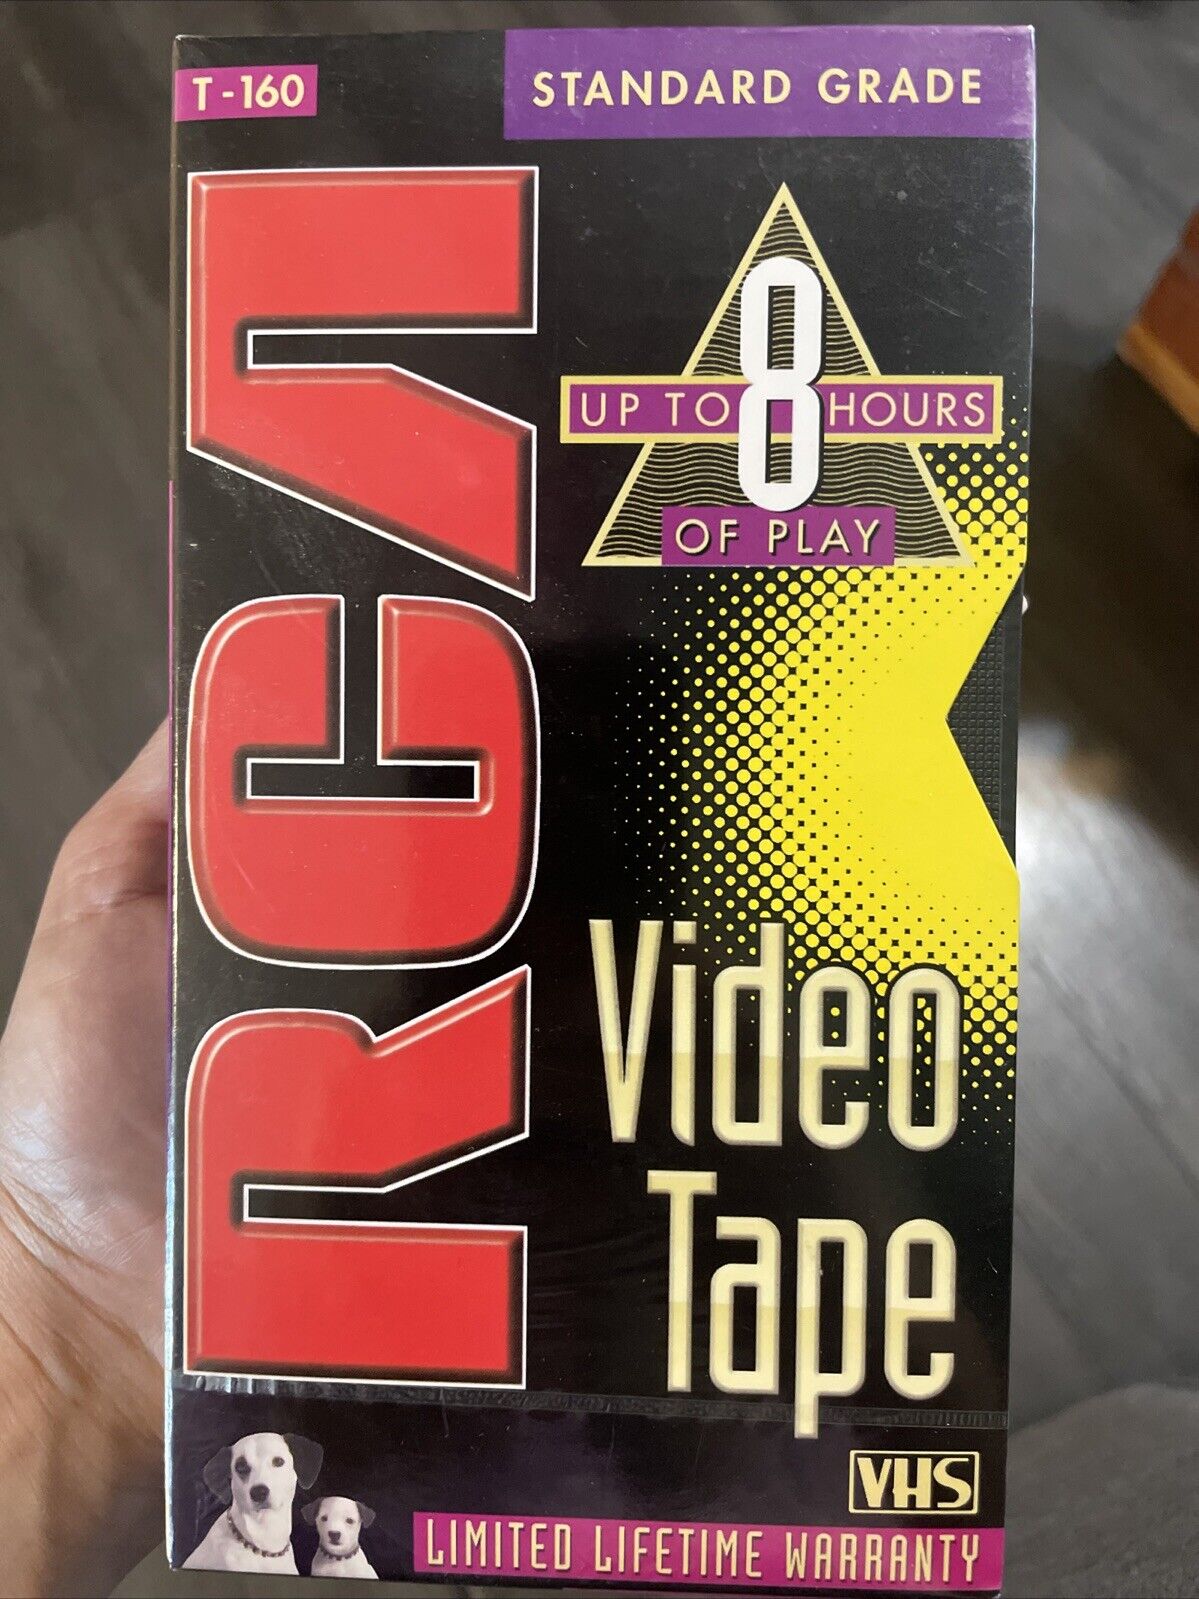 T-160
STANDARD GRADE
RCA
UP TO 8 HOURS
OF PLAY
Video
Tape
VHS
LIMITED LIFETIME WARRANTY